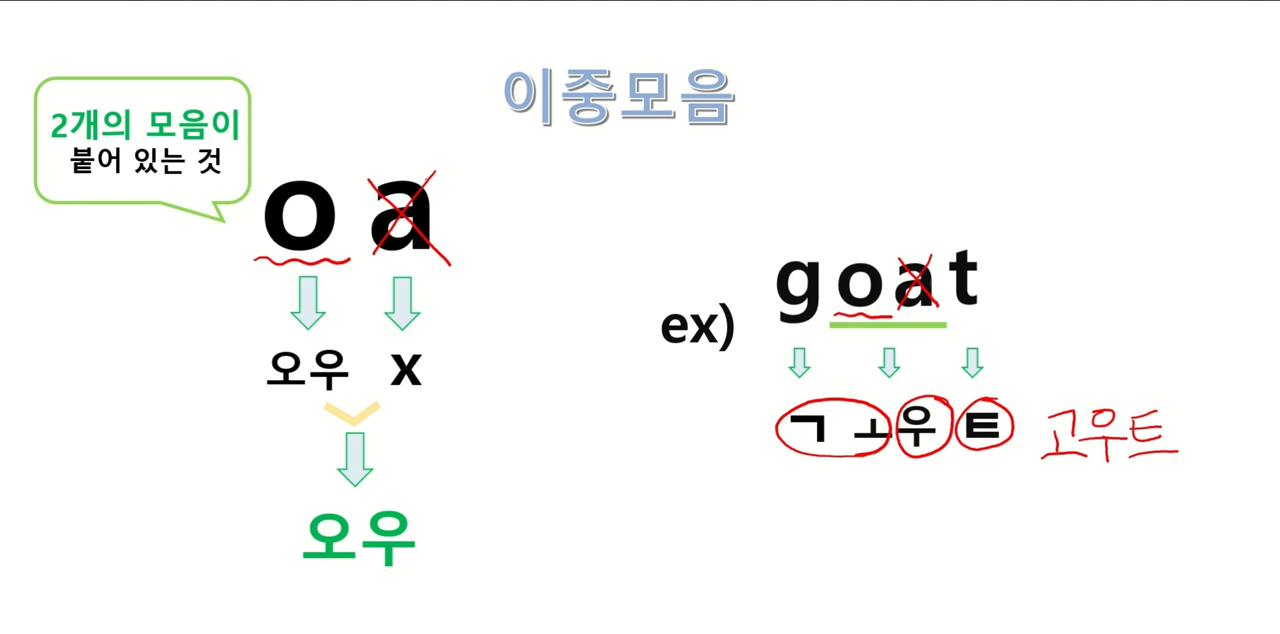 이중모음
2개의 모음이
붙어 있는 것
o a
오우 x
오우
ex)
goat
ㄱ ㅗ우 트
고우트